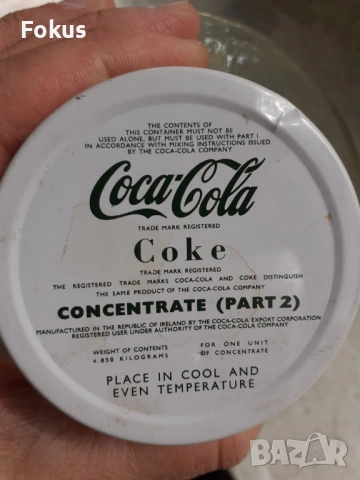 Fokus
THE CONTENTS OF
THIS CONTAINER MUST NOT BE
USED ALONE, BUT MUST BE USED WITH PART I
IN ACCORDANCE WITH MIXING INSTRUCTIONS ISSUED
BY THE COCA-COLA COMPANY
Coca-Cola
TRADE MARK REGISTERED
Coke
TRADE MARK REGISTERED
THE REGISTERED TRADE MARKS COCA-COLA AND COKE DISTINGUISH
THE SAME PRODUCT OF THE COCA-COLA COMPANY
CONCENTRATE (PART 2)
MANUFACTURED IN THE REPUBLIC OF IRELAND BY THE COCA-COLA EXPORT CORPORATION
REGISTERED USER UNDER AUTHORITY OF THE COCA-COLA COMPANY
WEIGHT OF CONTENTS FOR ONE UNIT
4.850 KILOGRAMS OF CONCENTRATE
PLACE IN COOL AND
EVEN TEMPERATURE
BAZAR.bg